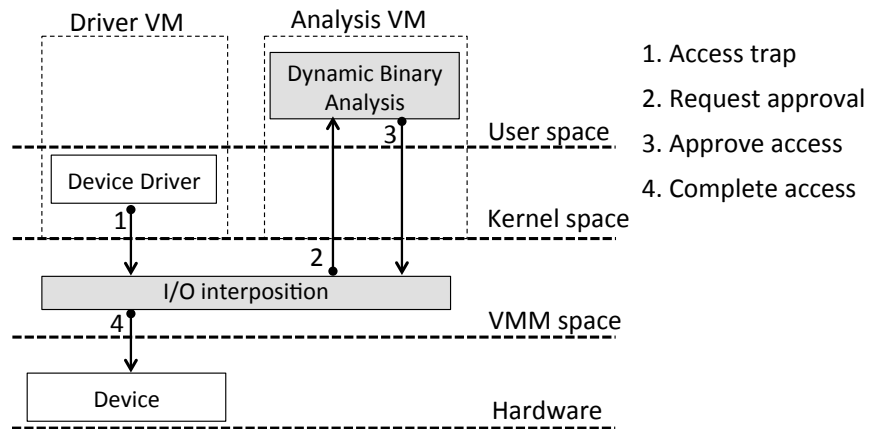 Driver VM
Analysis VM
Dynamic Binary
Analysis
3
User space
Device Driver
1
Kernel space
2
I/O interposition
4
VMM space
Device
Hardware
1. Access trap
2. Request approval
3. Approve access
4. Complete access